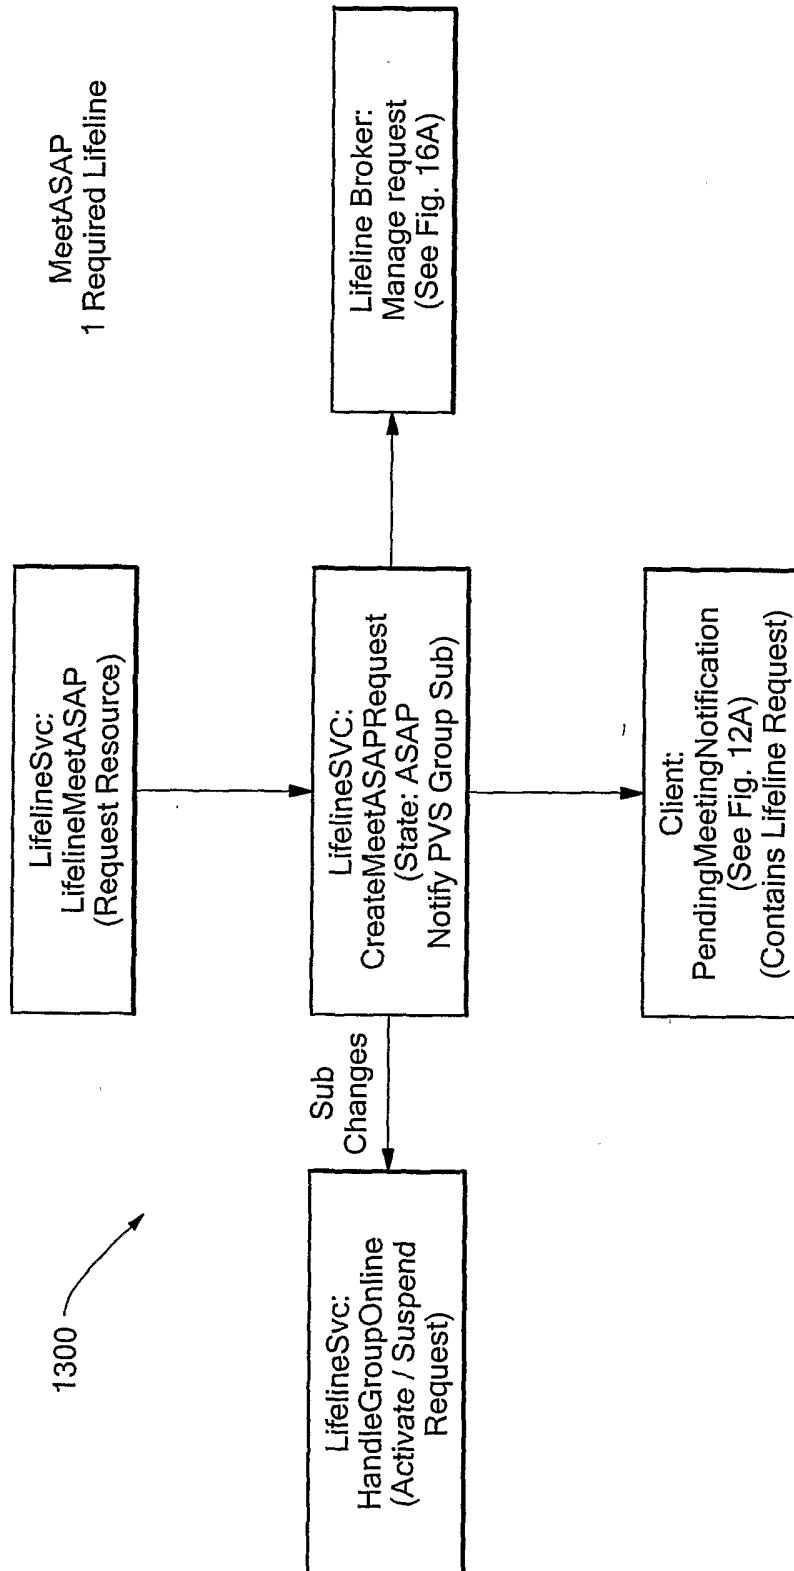 MeetASAP
1 Required Lifeline
1300
LifelineSvc:
LifelineMeetASAP
(Request Resource)
LifelineSvc:
HandleGroupOnline
(Activate / Suspend
Request)
Sub
Changes
LifelineSVC:
CreateMeetASAPRequest
(State: ASAP
Notify PVS Group Sub)
Lifeline Broker:
Manage request
(See Fig. 16A)
Client:
PendingMeetingNotification
(See Fig. 12A)
(Contains Lifeline Request)